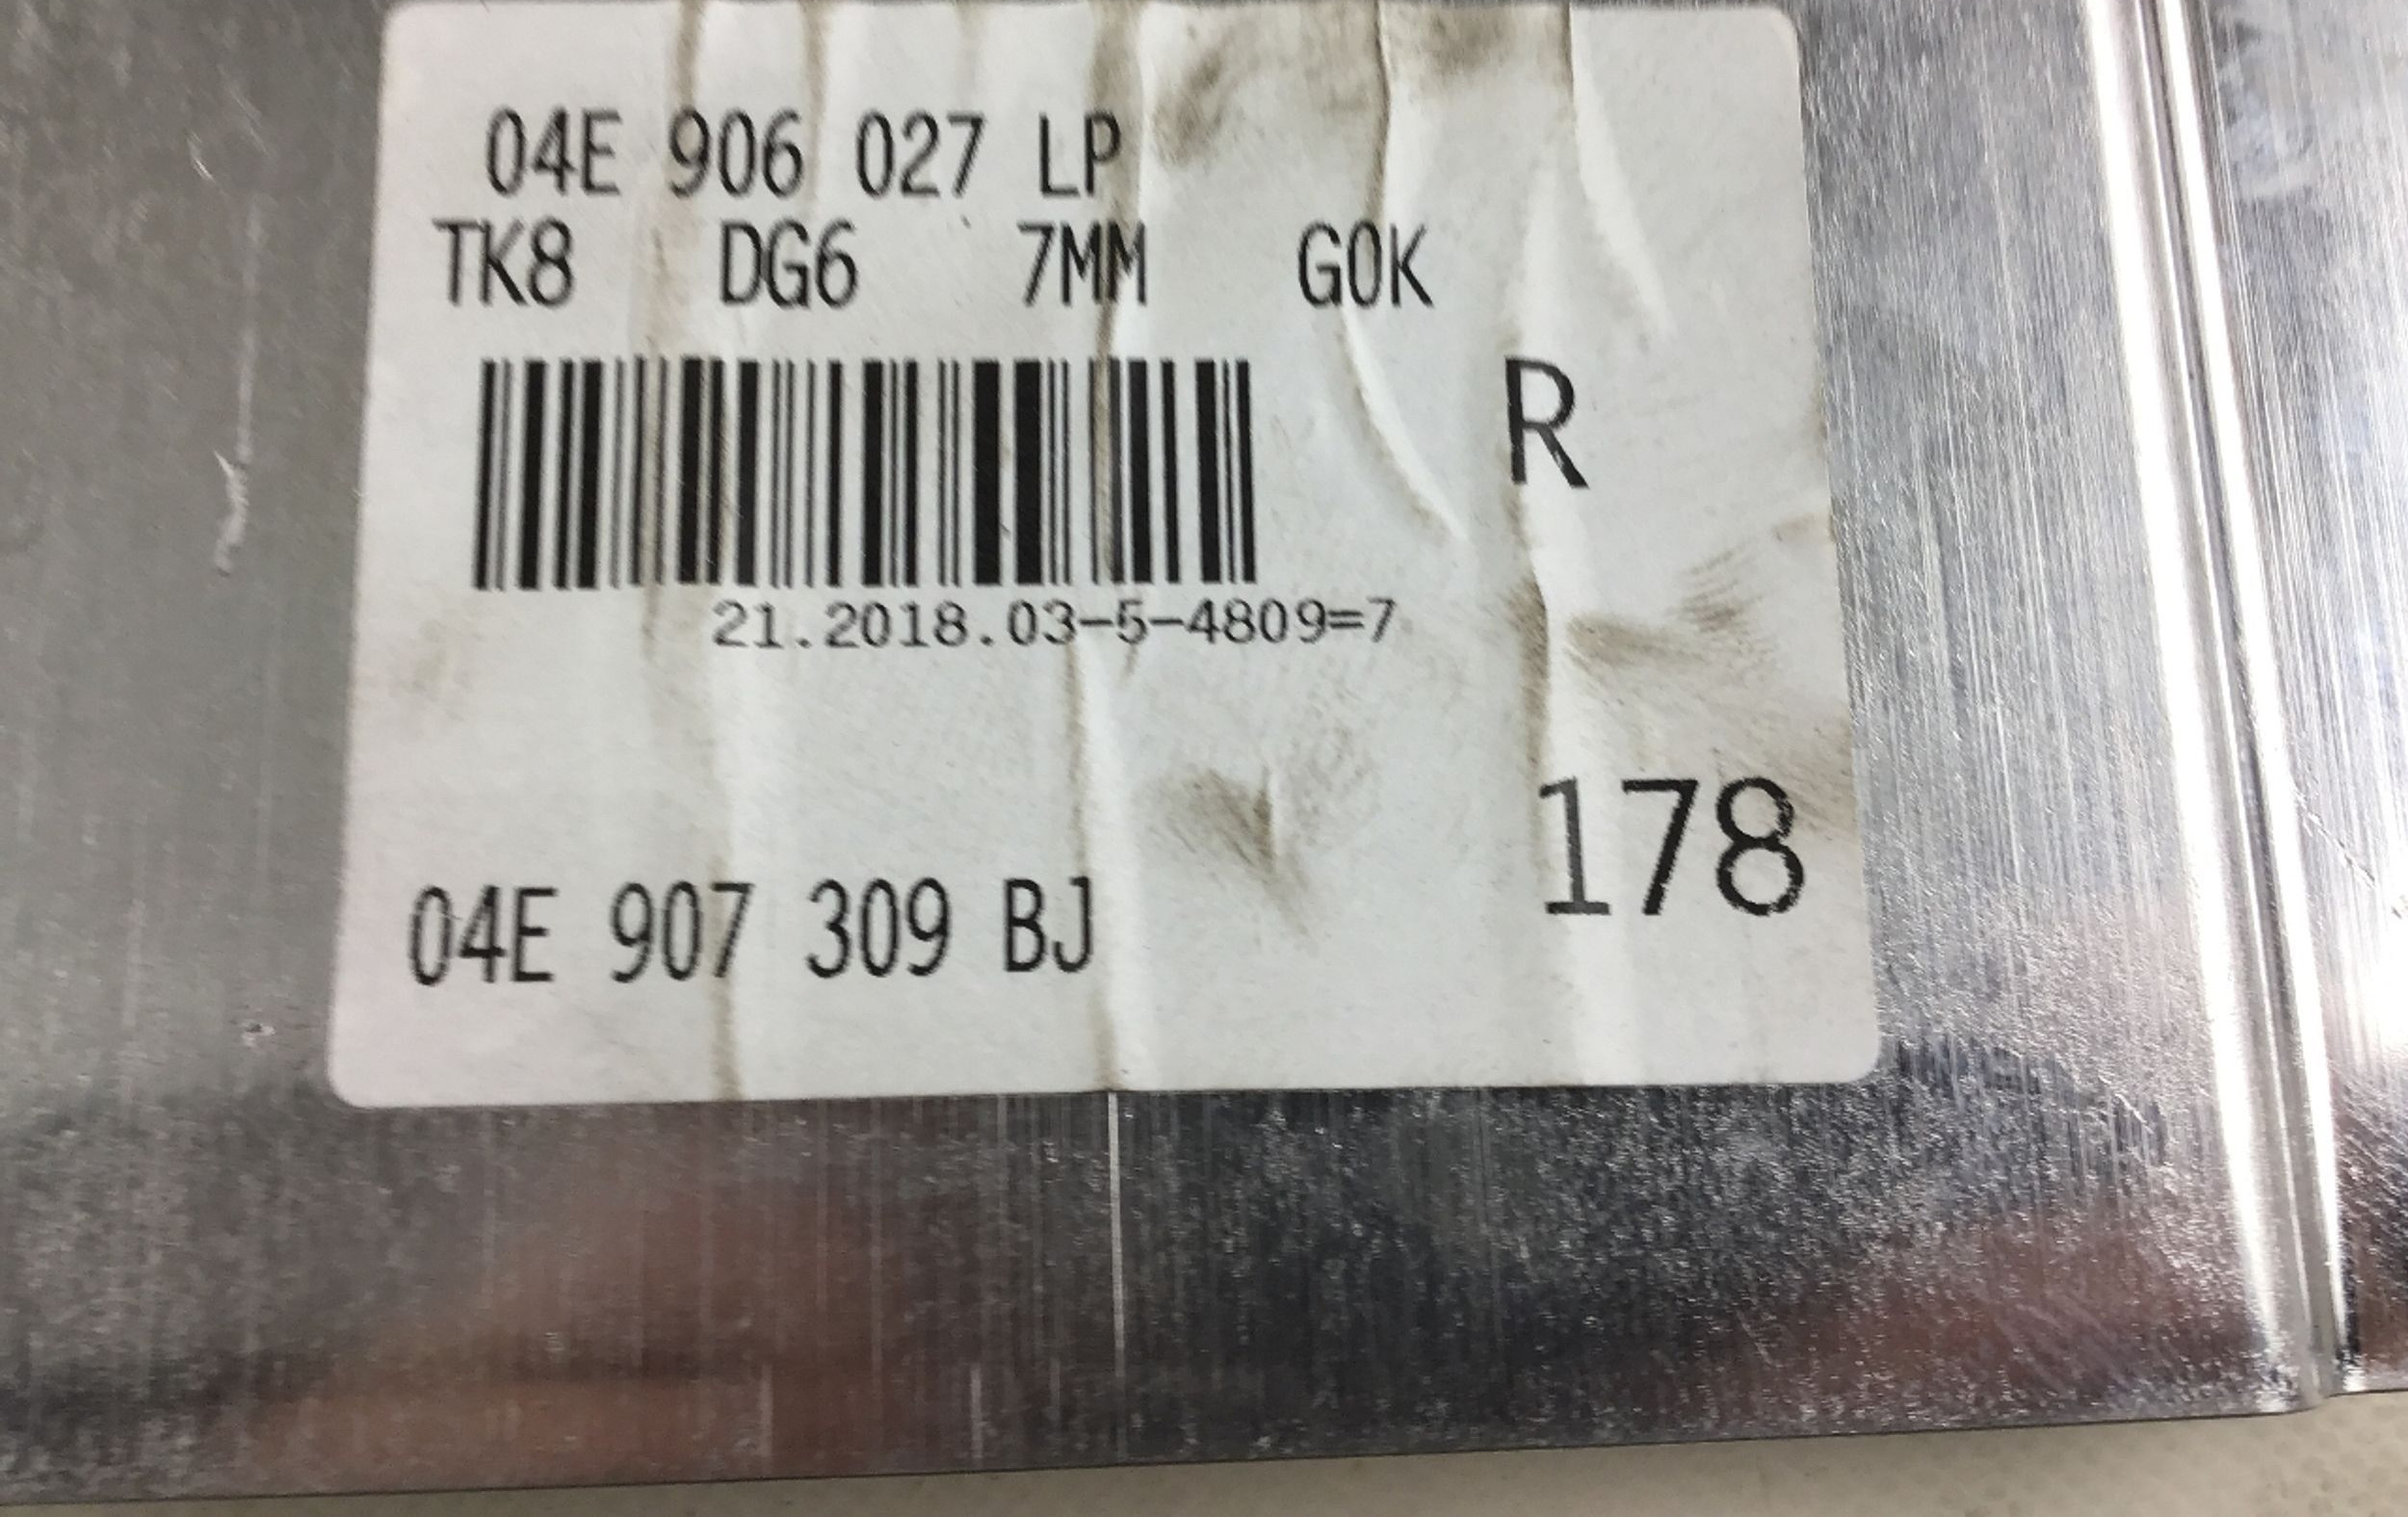 04E 906 027 LP
TK8 DG6 7MM G0K
R
21.2018.03-5-4809=7
178
04E 907 309 BJ